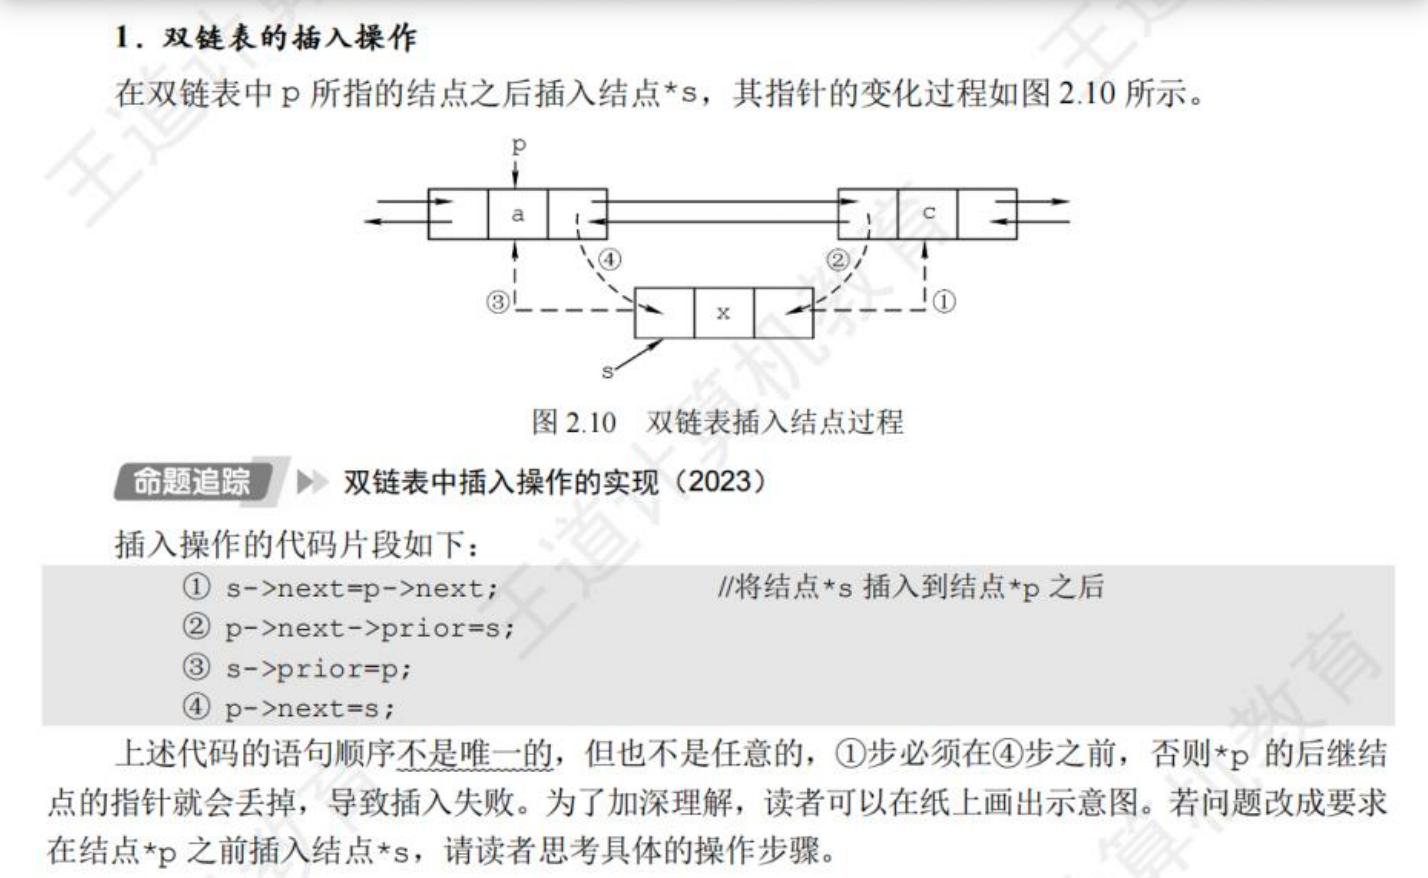 1．双链表的插入操作
在双链表中 p 所指的结点之后插入结点*s，其指针的变化过程如图 2.10 所示。
p
a
c
④
②
③
①
x
s
图 2.10 双链表插入结点过程
命题追踪 双链表中插入操作的实现（2023）
插入操作的代码片段如下：
① s->next=p->next; //将结点*s 插入到结点*p 之后
② p->next->prior=s;
③ s->prior=p;
④ p->next=s;
上述代码的语句顺序不是唯一的，但也不是任意的，①步必须在④步之前，否则*p 的后继结
点的指针就会丢掉，导致插入失败。为了加深理解，读者可以在纸上画出示意图。若问题改成要求
在结点*p 之前插入结点*s，请读者思考具体的操作步骤。
王道计算机教育